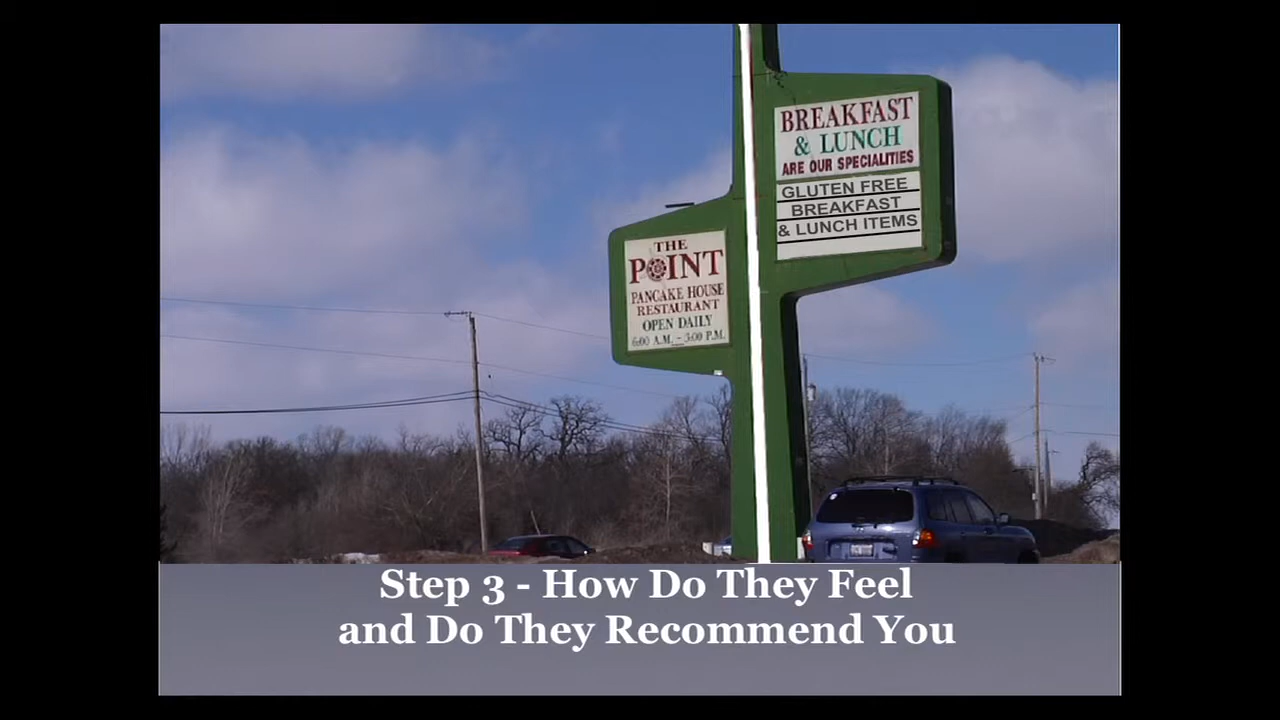 BREAKFAST
& LUNCH
ARE OUR SPECIALITIES
GLUTEN FREE
BREAKFAST
& LUNCH ITEMS
THE
POINT
PANCAKE HOUSE
RESTAURANT
OPEN DAILY
6:00 A.M. - 3:00 P.M.
Step 3 - How Do They Feel
and Do They Recommend You